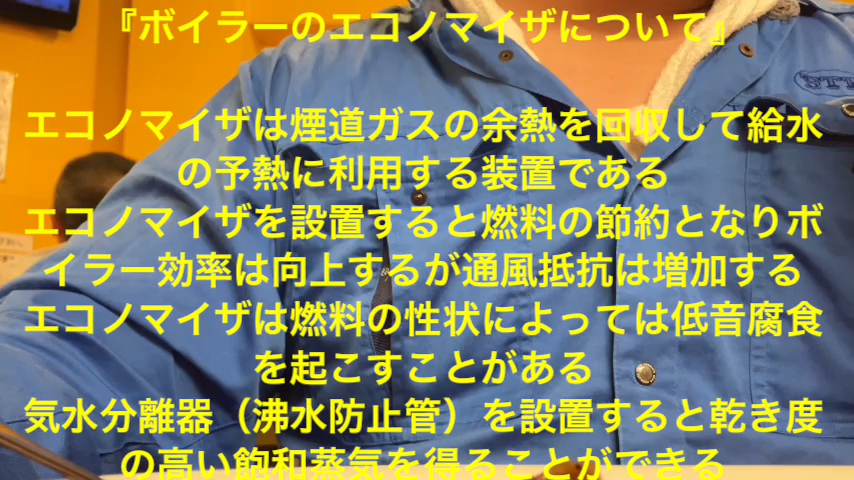 『ボイラーのエコノマイザについて』
エコノマイザは煙道ガスの余熱を回収して給水
の予熱に利用する装置である
エコノマイザを設置すると燃料の節約となりボ
イラー効率は向上するが通風抵抗は増加する
エコノマイザは燃料の性状によっては低音腐食
を起こすことがある
気水分離器（沸水防止管）を設置すると乾き度
の高い飽和蒸気を得ることができる